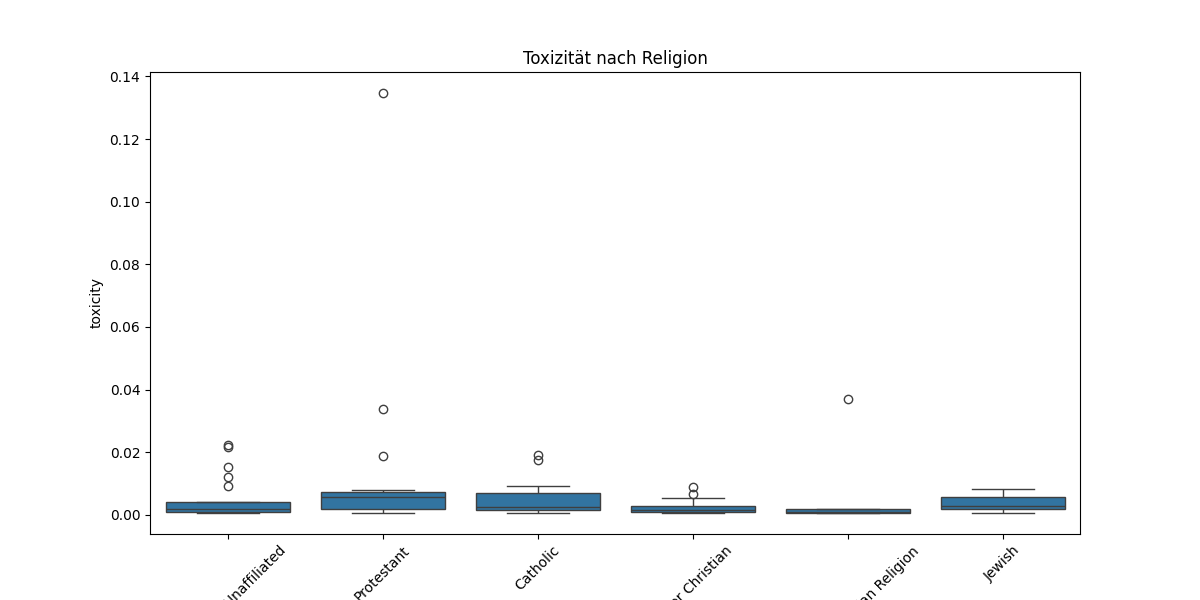 Toxizität nach Religion
0.14
0.12
0.10
0.08
0.06
0.04
0.02
0.00
toxicity
Unaffiliated
Protestant
Catholic
r Christian
an Religion
Jewish